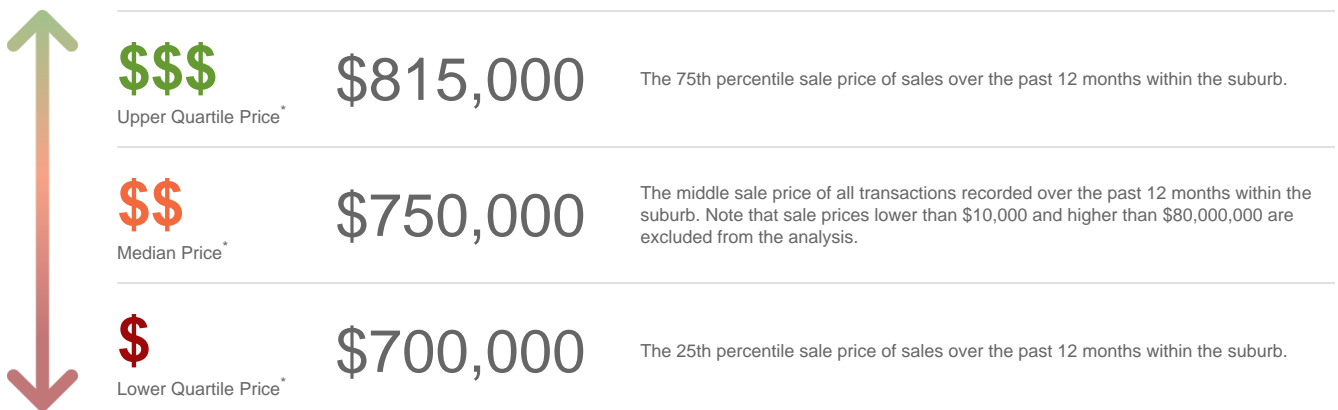 $$$
Upper Quartile Price*
$815,000
The 75th percentile sale price of sales over the past 12 months within the suburb.
$$
Median Price*
$750,000
The middle sale price of all transactions recorded over the past 12 months within the
suburb. Note that sale prices lower than $10,000 and higher than $80,000,000 are
excluded from the analysis.
$
Lower Quartile Price*
$700,000
The 25th percentile sale price of sales over the past 12 months within the suburb.